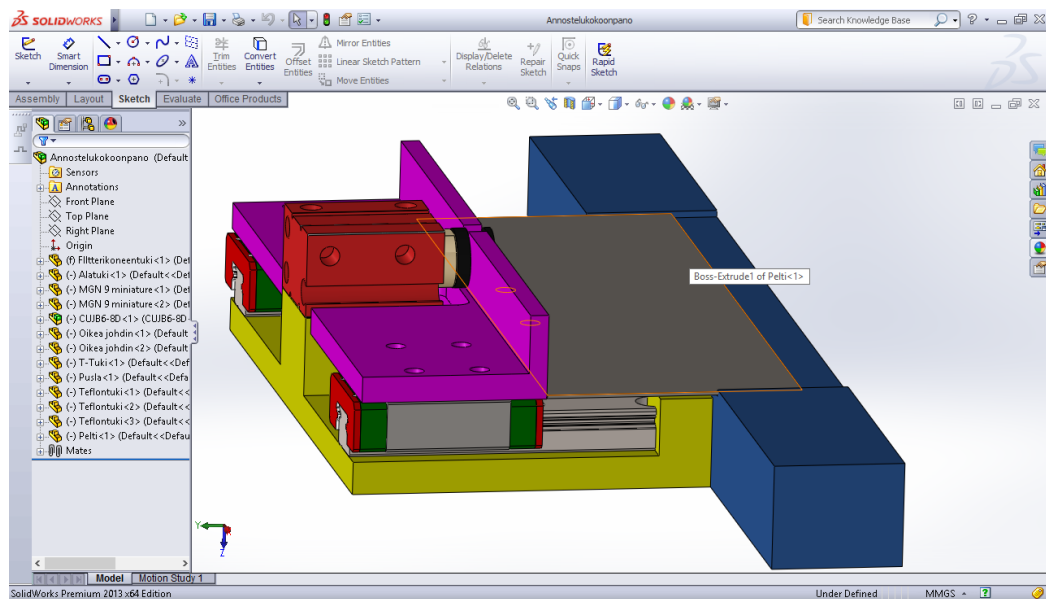 SOLIDWORKS
Annostelukokoonpano
Search Knowledge Base
Sketch
Smart Dimension
Trim Entities
Convert Entities
Offset Entities
Mirror Entities
Linear Sketch Pattern
Move Entities
Display/Delete Relations
Repair Sketch
Quick Snaps
Rapid Sketch
Assembly Layout Sketch Evaluate Office Products
Annostelukokoonpano (Default
Sensors
Annotations
Front Plane
Top Plane
Right Plane
Origin
(f) FIltterikoneentuki<1> (Det
(-) Alatuki<1> (Default<<Det
(-) MGN 9 miniature<1> (Det
(-) MGN 9 miniature<2> (Det
(-) CUJB6-8D<1> (CUJB6-8D
(-) Oikea johdin<1> (Default
(-) Oikea johdin<2> (Default
(-) T-Tuki<1> (Default<<Def
(-) Pusla<1> (Default<<Defa
(-) Teflontuki<1> (Default<<
(-) Teflontuki<2> (Default<<
(-) Teflontuki<3> (Default<<
(-) Pelti<1> (Default<<Defau
Mates
Boss-Extrude1 of Pelti<1>
Y
Z
Model Motion Study 1
SolidWorks Premium 2013 x64 Edition
Under Defined
MMGS